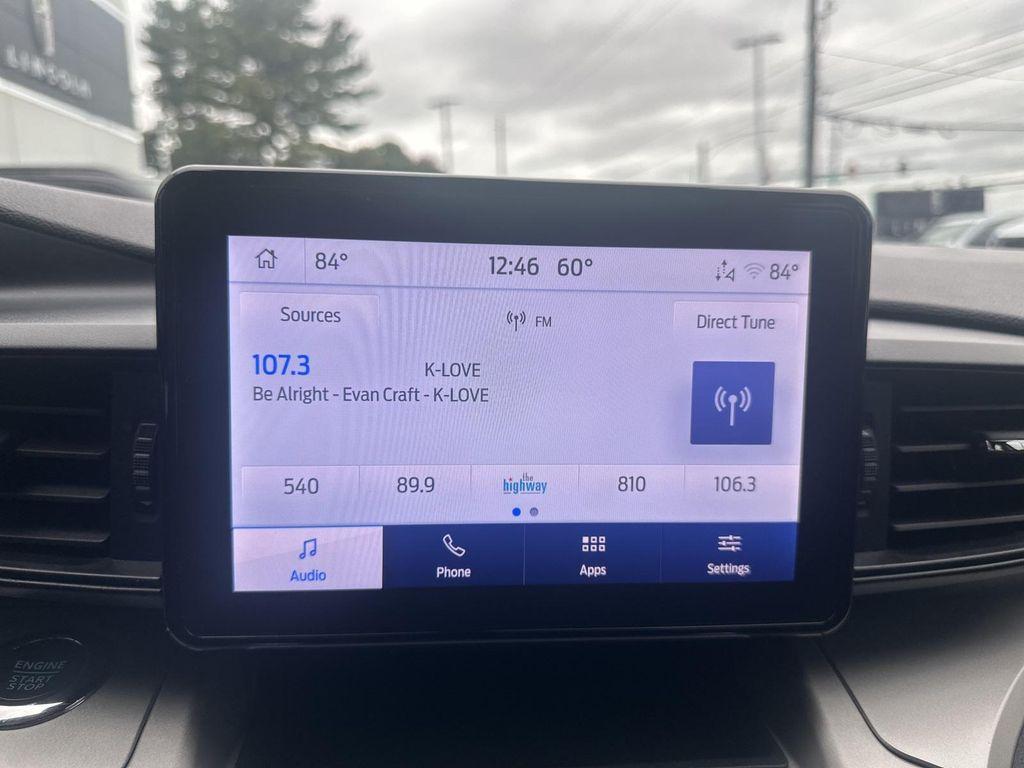 LINCOLN
84°
12:46 60°
84°
Sources
FM
Direct Tune
107.3
K-LOVE
Be Alright - Evan Craft - K-LOVE
540
89.9
the
highway
810
106.3
Audio
Phone
Apps
Settings
ENGINE
START
STOP